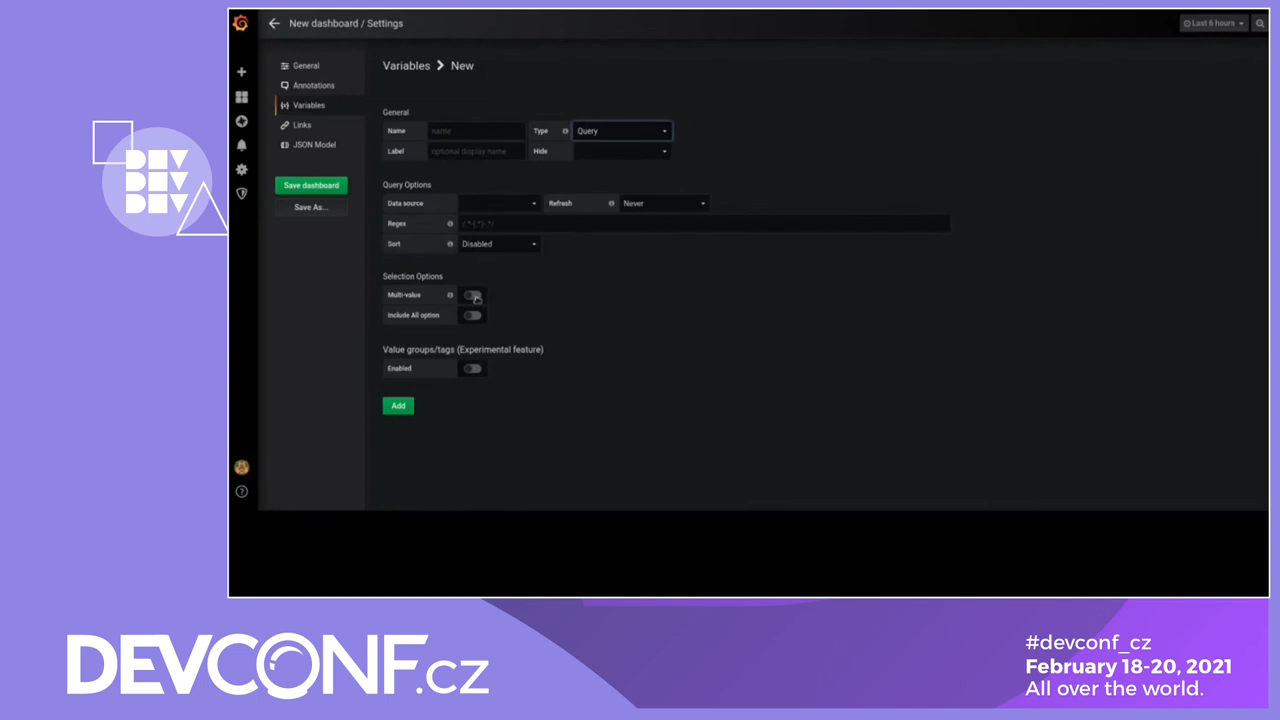 New dashboard / Settings
Last 6 hours
General
Annotations
Variables
Links
JSON Model
Save dashboard
Save As...
Variables > New
General
Name name Type Query
Label optional display name Hide
Query Options
Data source Refresh Never
Regex /.*-(.*)-.*/
Sort Disabled
Selection Options
Multi-value
Include All option
Value groups/tags (Experimental feature)
Enabled
Add
DEV
DEV
DEV
DEVCONF.cz
#devconf_cz
February 18-20, 2021
All over the world.